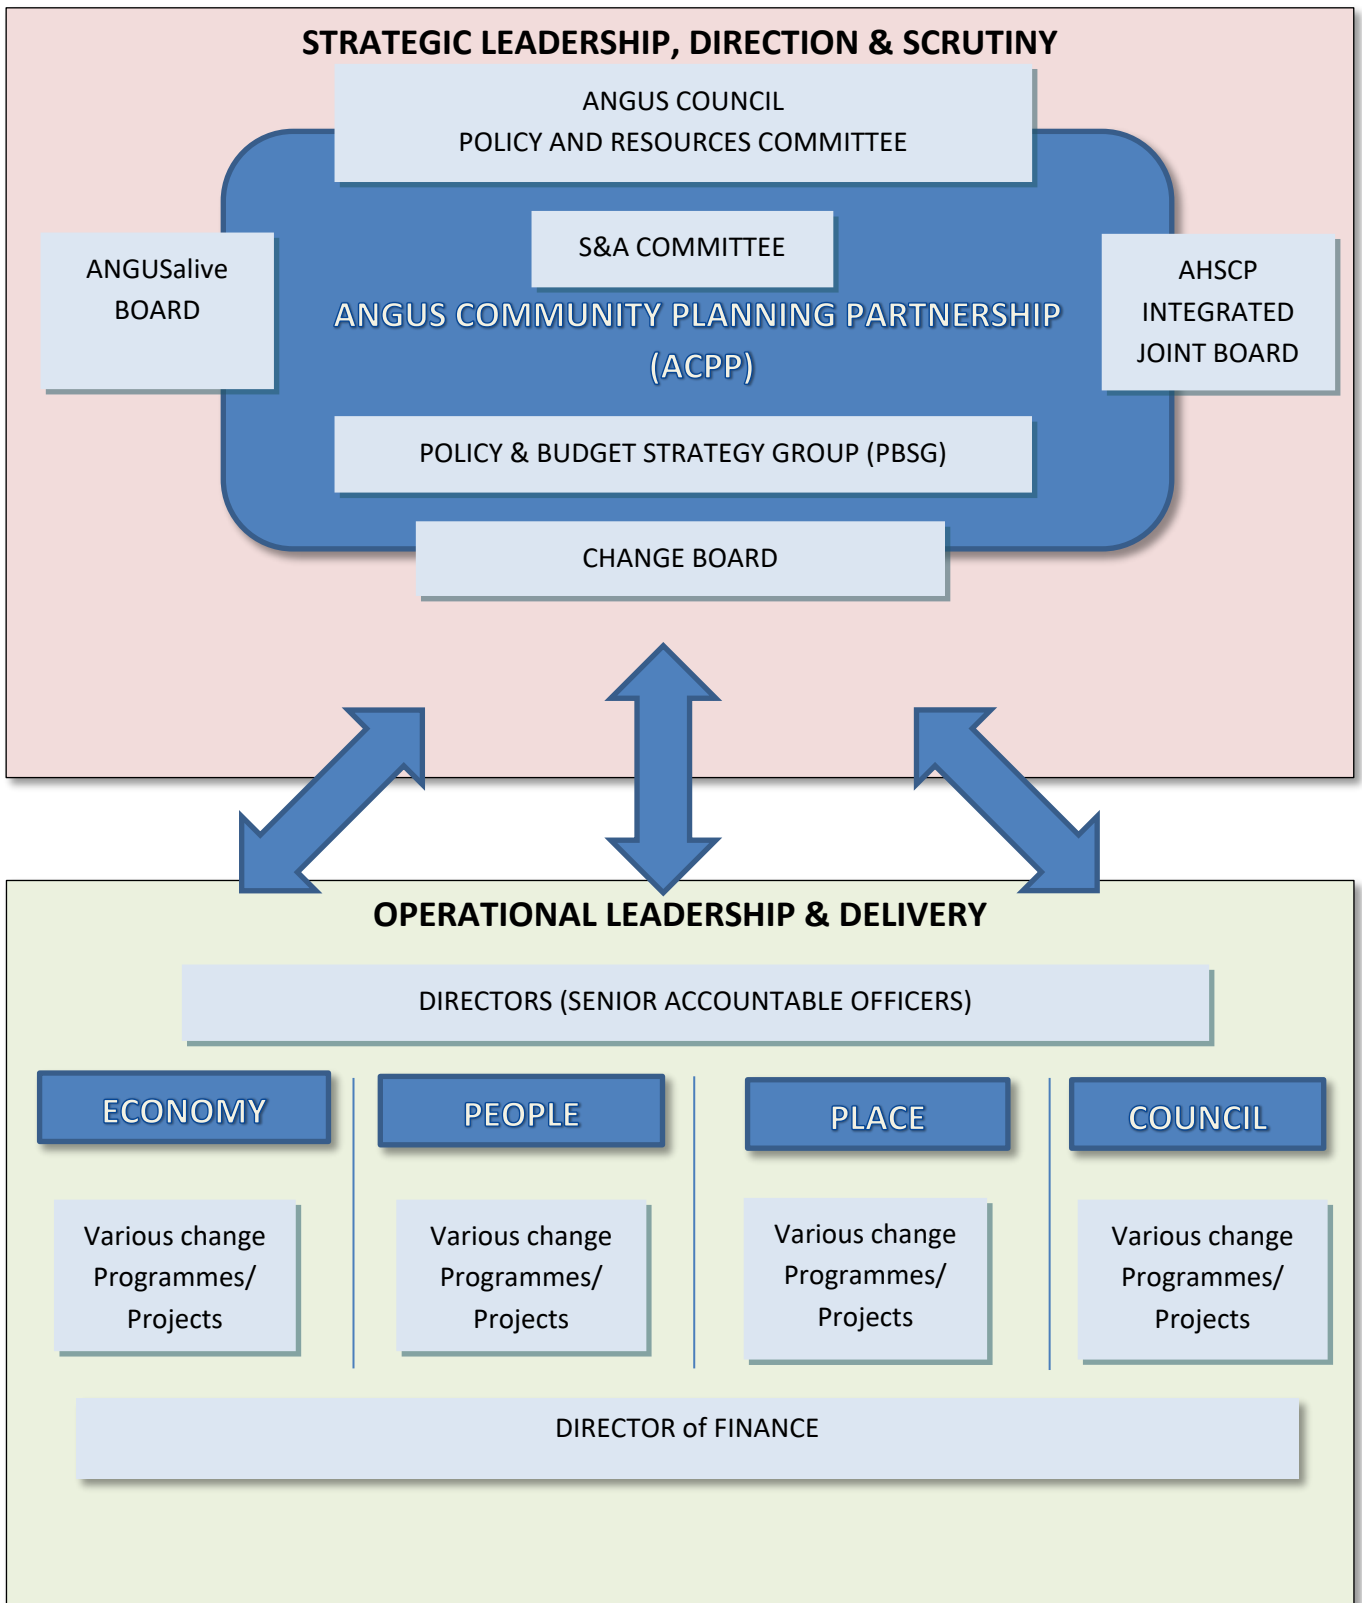 STRATEGIC LEADERSHIP, DIRECTION & SCRUTINY
ANGUS COUNCIL
POLICY AND RESOURCES COMMITTEE
S&A COMMITTEE
ANGUSalive
BOARD
ANGUS COMMUNITY PLANNING PARTNERSHIP
(ACPP)
AHSCP
INTEGRATED
JOINT BOARD
POLICY & BUDGET STRATEGY GROUP (PBSG)
CHANGE BOARD
OPERATIONAL LEADERSHIP & DELIVERY
DIRECTORS (SENIOR ACCOUNTABLE OFFICERS)
ECONOMY
PEOPLE
PLACE
COUNCIL
Various change
Programmes/
Projects
Various change
Programmes/
Projects
Various change
Programmes/
Projects
Various change
Programmes/
Projects
DIRECTOR of FINANCE